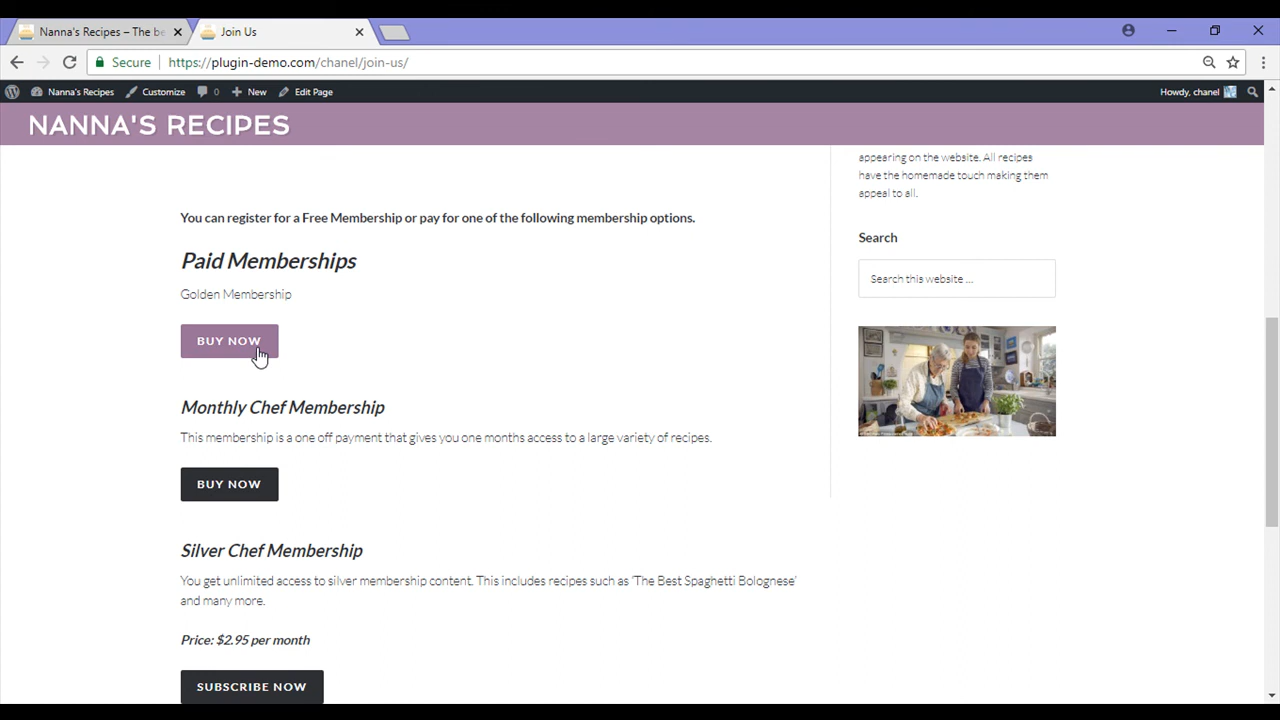 Nanna's Recipes – The be
Join Us
Secure
https://plugin-demo.com/chanel/join-us/
Nanna's Recipes
Customize
0
New
Edit Page
Howdy, chanel
NANNA'S RECIPES
You can register for a Free Membership or pay for one of the following membership options.
Paid Memberships
Golden Membership
BUY NOW
Monthly Chef Membership
This membership is a one off payment that gives you one months access to a large variety of recipes.
BUY NOW
Silver Chef Membership
You get unlimited access to silver membership content. This includes recipes such as 'The Best Spaghetti Bolognese'
and many more.
Price: $2.95 per month
SUBSCRIBE NOW
appearing on the website. All recipes
have the homemade touch making them
appeal to all.
Search
Search this website ...